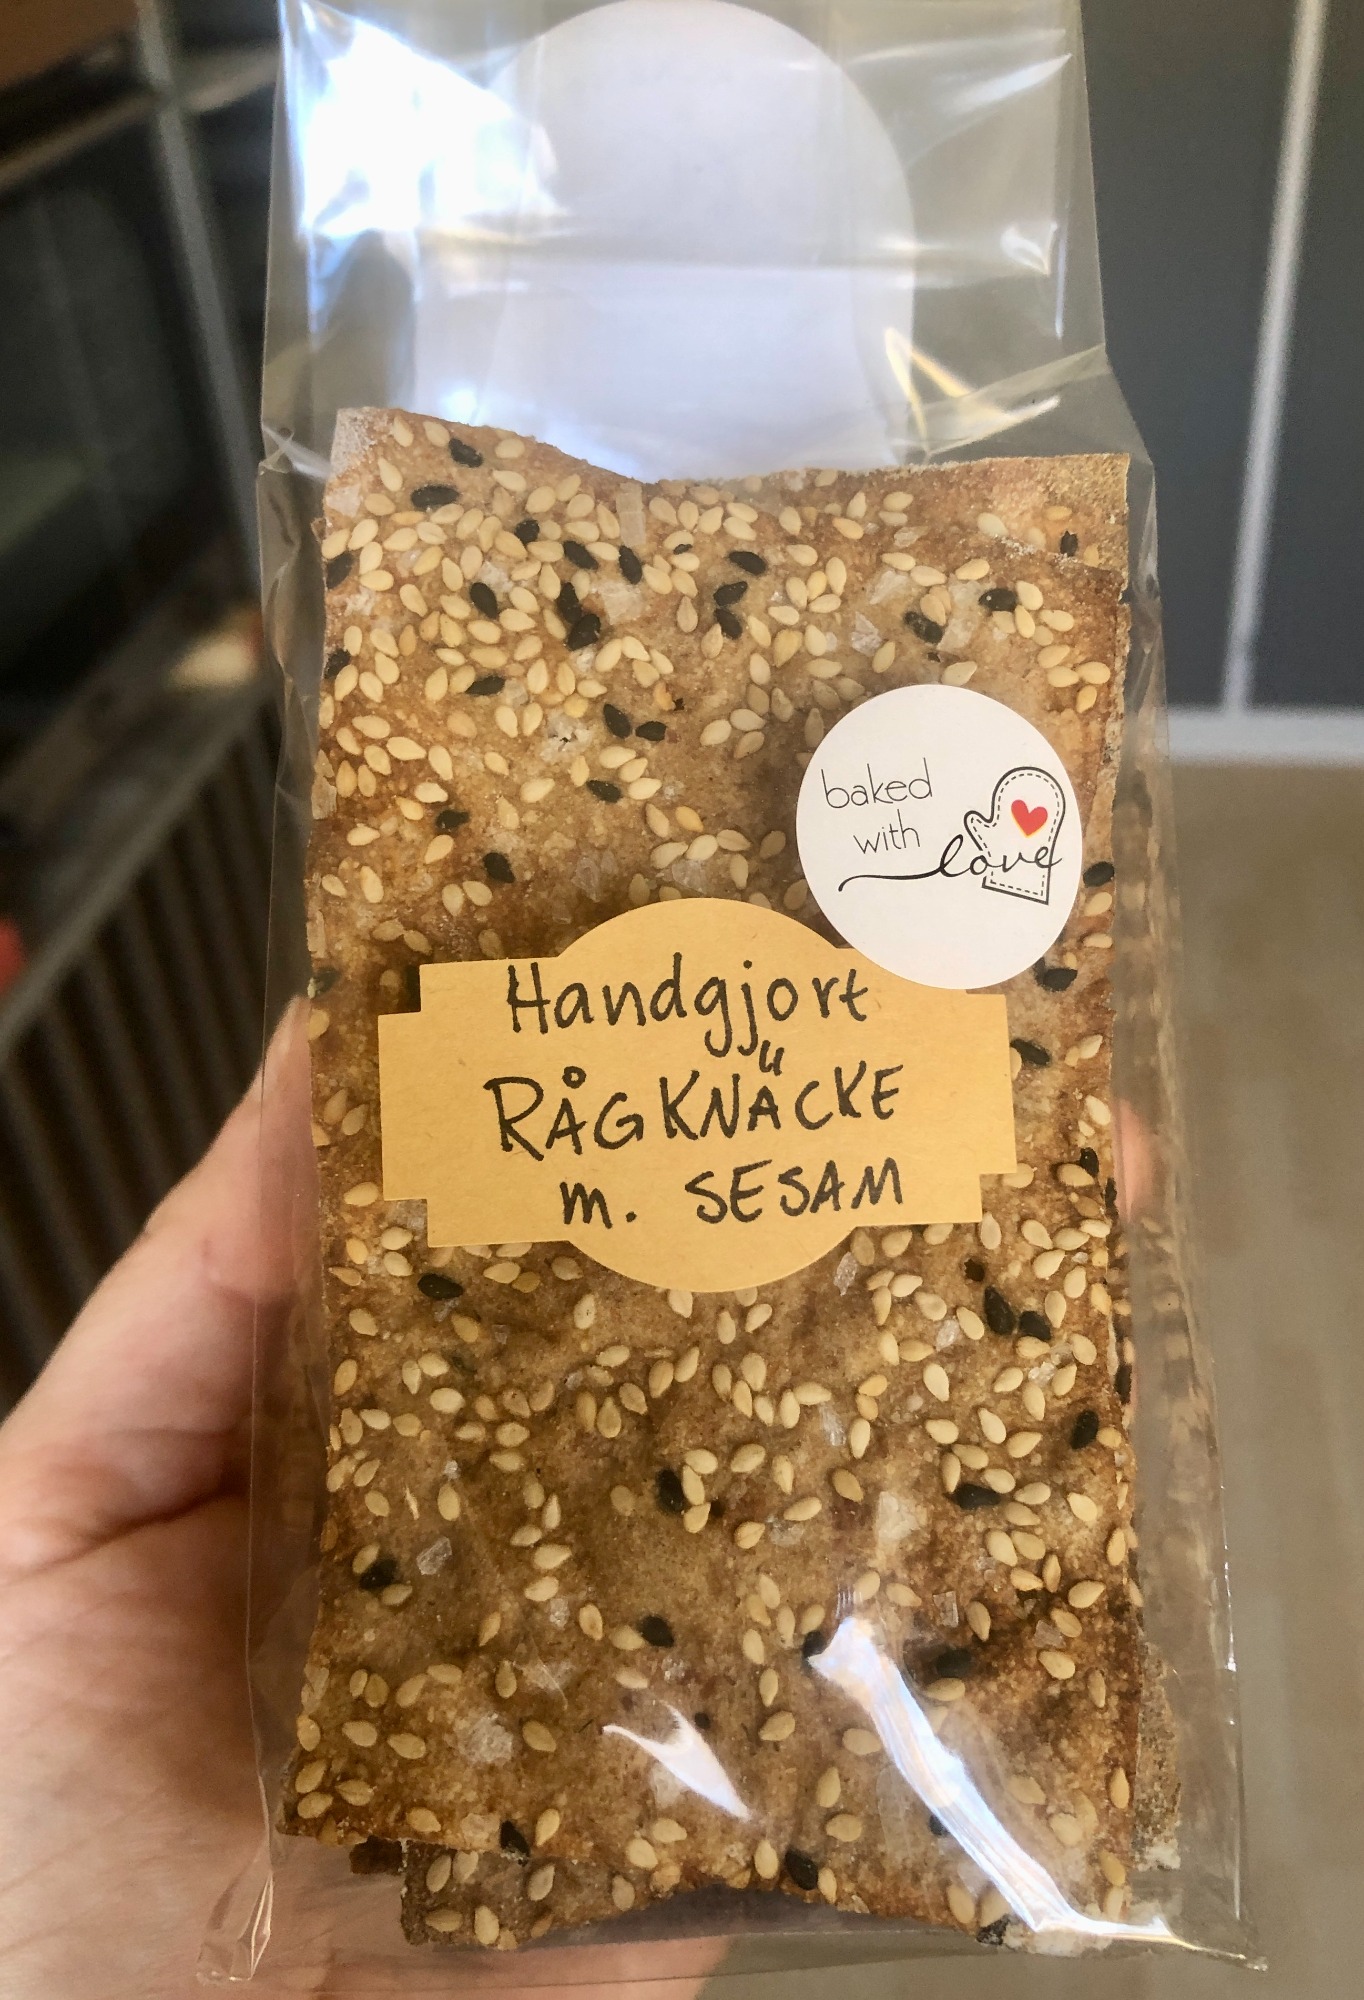 baked
with
love
Handgjort
RÅGKNÄCKE
m. SESAM